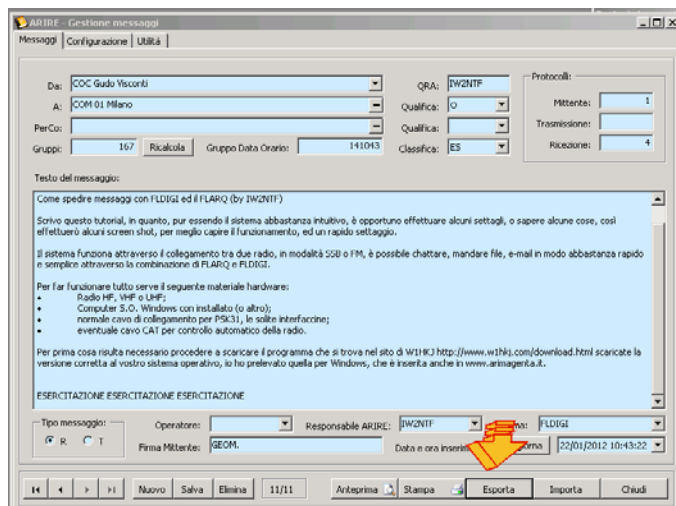 ARIRE - Gestione messaggi
Messaggi Configurazione Utilità
Da: COC Gudo Visconti QRA: IW2NTF Protocolli:
A: COM 01 Milano Qualifica: O Mittente: 1
PerCo: Qualifica: Trasmissione:
Gruppi: 167 Ricalcola Gruppo Data Orario: 141043 Classifica: ES Ricezione: 4
Testo del messaggio:
Come spedire messaggi con FLDIGI ed il FLARQ (by IW2NTF)
Scrivo questo tutorial, in quanto, pur essendo il sistema abbastanza intuitivo, è opportuno effettuare alcuni settagli, o sapere alcune cose, così
effettuerò alcuni screen shot, per meglio capire il funzionamento, ed un rapido settaggio.
Il sistema funziona attraverso il collegamento tra due radio, in modalità SSB o FM, è possibile chattare, mandare file, e-mail in modo abbastanza rapido
e semplice attraverso la combinazione di FLARQ e FLDIGI.
Per far funzionare tutto serve il seguente materiale hardware:
• Radio HF, VHF o UHF;
• Computer S.O. Windows con installato (o altro);
• normale cavo di collegamento per PSK31, le solite interfaccine;
• eventuale cavo CAT per controllo automatico della radio.
Per prima cosa risulta necessario procedere a scaricare il programma che si trova nel sito di W1HKJ http://www.w1hkj.com/download.html scaricate la
versione corretta al vostro sistema operativo, io ho prelevato quella per Windows, che è inserita anche in www.arimagenta.it.
ESERCITAZIONE ESERCITAZIONE ESERCITAZIONE
Tipo messaggio: Operatore: Responsabile ARIRE: IW2NTF FLDIGI
R T Firma Mittente: GEOM. Data e ora 22/01/2012 10:43:22
Nuovo Salva Elimina 11/11 Anteprima Stampa Esporta Importa Chiudi